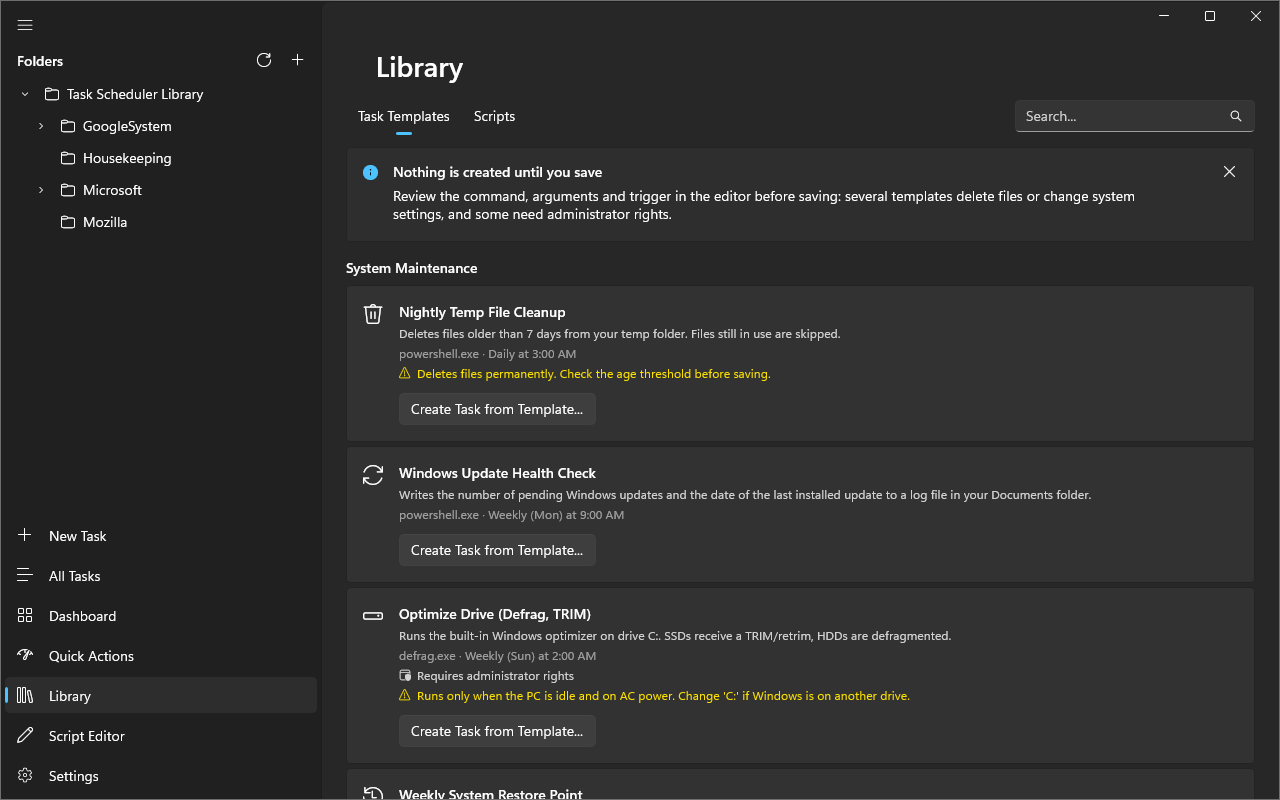 Folders
Task Scheduler Library
GoogleSystem
Housekeeping
Microsoft
Mozilla
New Task
All Tasks
Dashboard
Quick Actions
Library
Script Editor
Settings
Library
Task Templates
Scripts
Search...
Nothing is created until you save
Review the command, arguments and trigger in the editor before saving: several templates delete files or change system
settings, and some need administrator rights.
System Maintenance
Nightly Temp File Cleanup
Deletes files older than 7 days from your temp folder. Files still in use are skipped.
powershell.exe · Daily at 3:00 AM
Deletes files permanently. Check the age threshold before saving.
Create Task from Template...
Windows Update Health Check
Writes the number of pending Windows updates and the date of the last installed update to a log file in your Documents folder.
powershell.exe · Weekly (Mon) at 9:00 AM
Create Task from Template...
Optimize Drive (Defrag, TRIM)
Runs the built-in Windows optimizer on drive C:. SSDs receive a TRIM/retrim, HDDs are defragmented.
defrag.exe · Weekly (Sun) at 2:00 AM
Requires administrator rights
Runs only when the PC is idle and on AC power. Change 'C:' if Windows is on another drive.
Create Task from Template...
Weekly System Restore Point